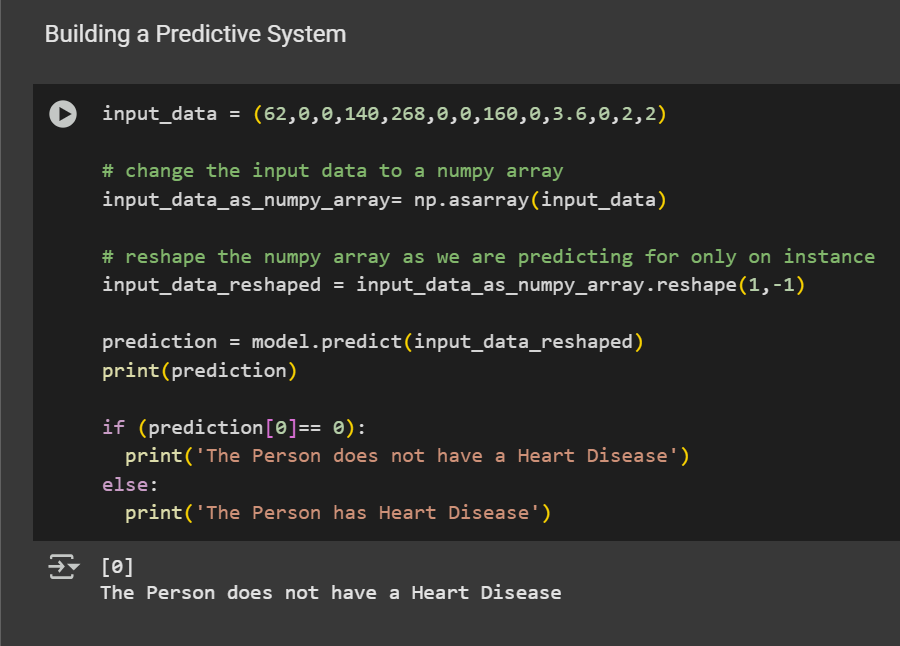 Building a Predictive System
input_data = (62,0,0,140,268,0,0,160,0,3.6,0,2,2)
# change the input data to a numpy array
input_data_as_numpy_array= np.asarray(input_data)
# reshape the numpy array as we are predicting for only on instance
input_data_reshaped = input_data_as_numpy_array.reshape(1,-1)
prediction = model.predict(input_data_reshaped)
print(prediction)
if (prediction[0]== 0):
  print('The Person does not have a Heart Disease')
else:
  print('The Person has Heart Disease')
[0]
The Person does not have a Heart Disease